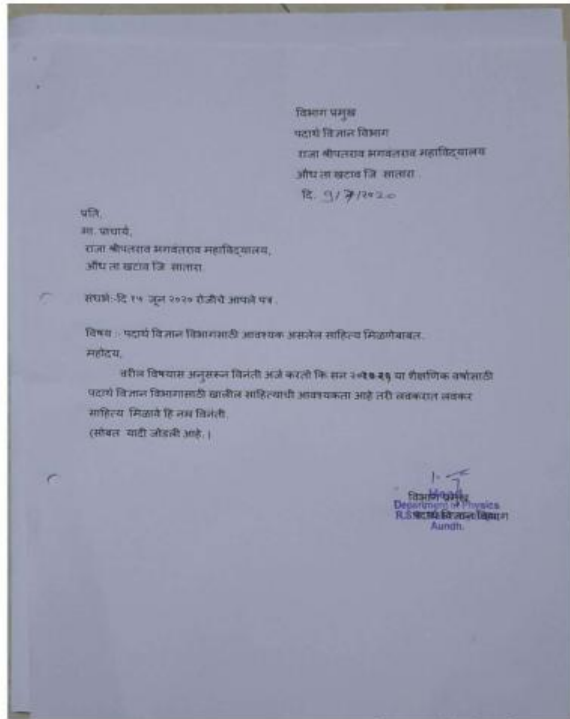 विभाग प्रमुख
पदार्थ विज्ञान विभाग
राजा श्रीपतराव भगवंतराव महाविद्यालय
औंध ता खटाव जि सातारा .
दि. 9/7/2020
प्रति,
मा. प्राचार्य,
राजा श्रीपतराव भगवंतराव महाविद्यालय,
औंध ता खटाव जि सातारा
संदर्भ:-दि १५ जून २०२० रोजीचे आपले पत्र .
विषय :- पदार्थ विज्ञान विभागसाठी आवश्यक असलेल साहित्य मिळणेबाबत.
महोदय,
वरील विषयास अनुसरून विनंती अर्ज करतो कि सन या शैक्षणिक वर्षासाठी
पदार्थ विज्ञान विभागासाठी खालील साहित्याची आवश्यकता आहे तरी लवकरात लवकर
साहित्य मिळावे हि नम्र विनंती.
(सोबत यादी जोडली आहे. )
विभाग प्रमुख
Department of Physics
पदार्थ विज्ञान विभाग
Aundh.